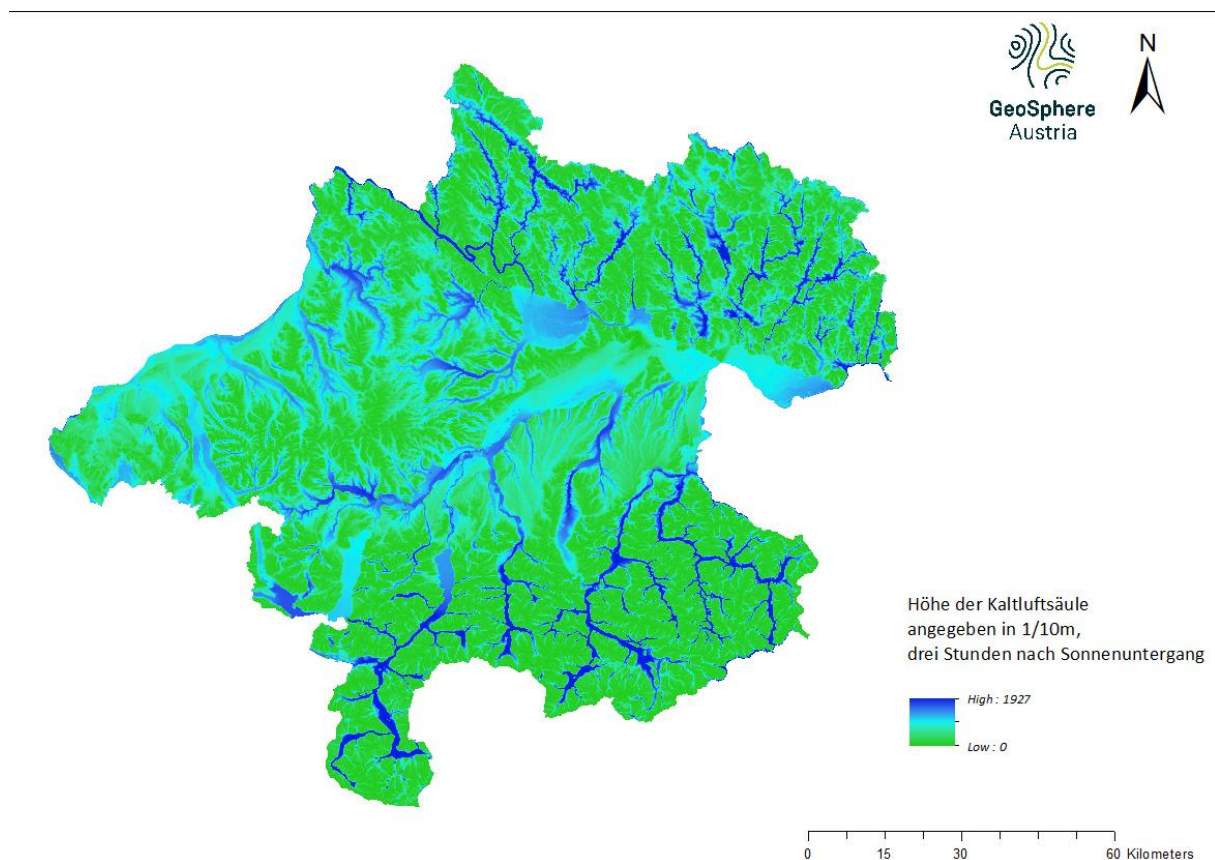 GeoSphere
Austria
N
Höhe der Kaltluftsäule
angegeben in 1/10m,
drei Stunden nach Sonnenuntergang
High : 1927
Low : 0
0 15 30 60 Kilometers